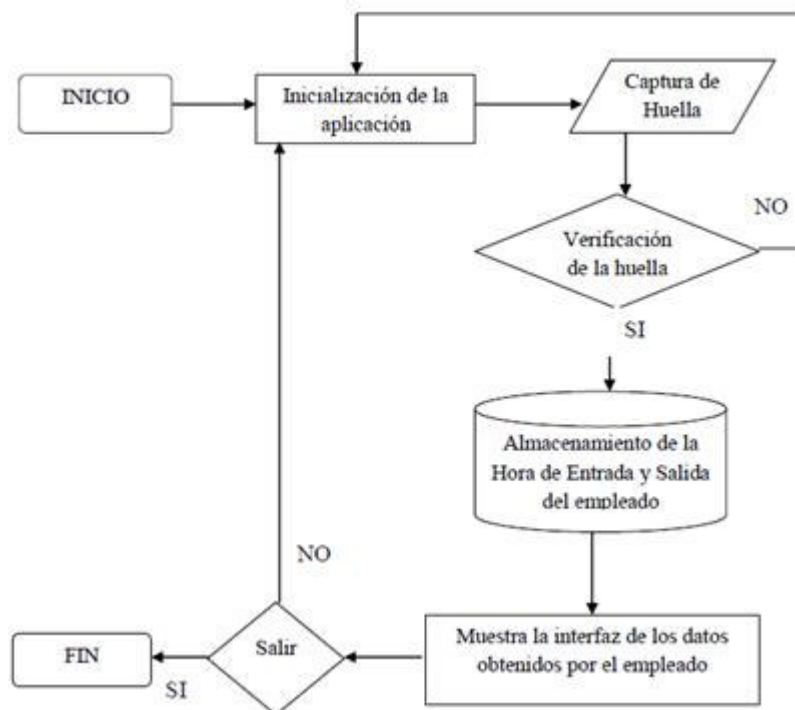 INICIO
Inicialización de la
aplicación
Captura de
Huella
Verificación
de la huella
NO
SI
Almacenamiento de la
Hora de Entrada y Salida
del empleado
Muestra la interfaz de los datos
obtenidos por el empleado
Salir
NO
SI
FIN